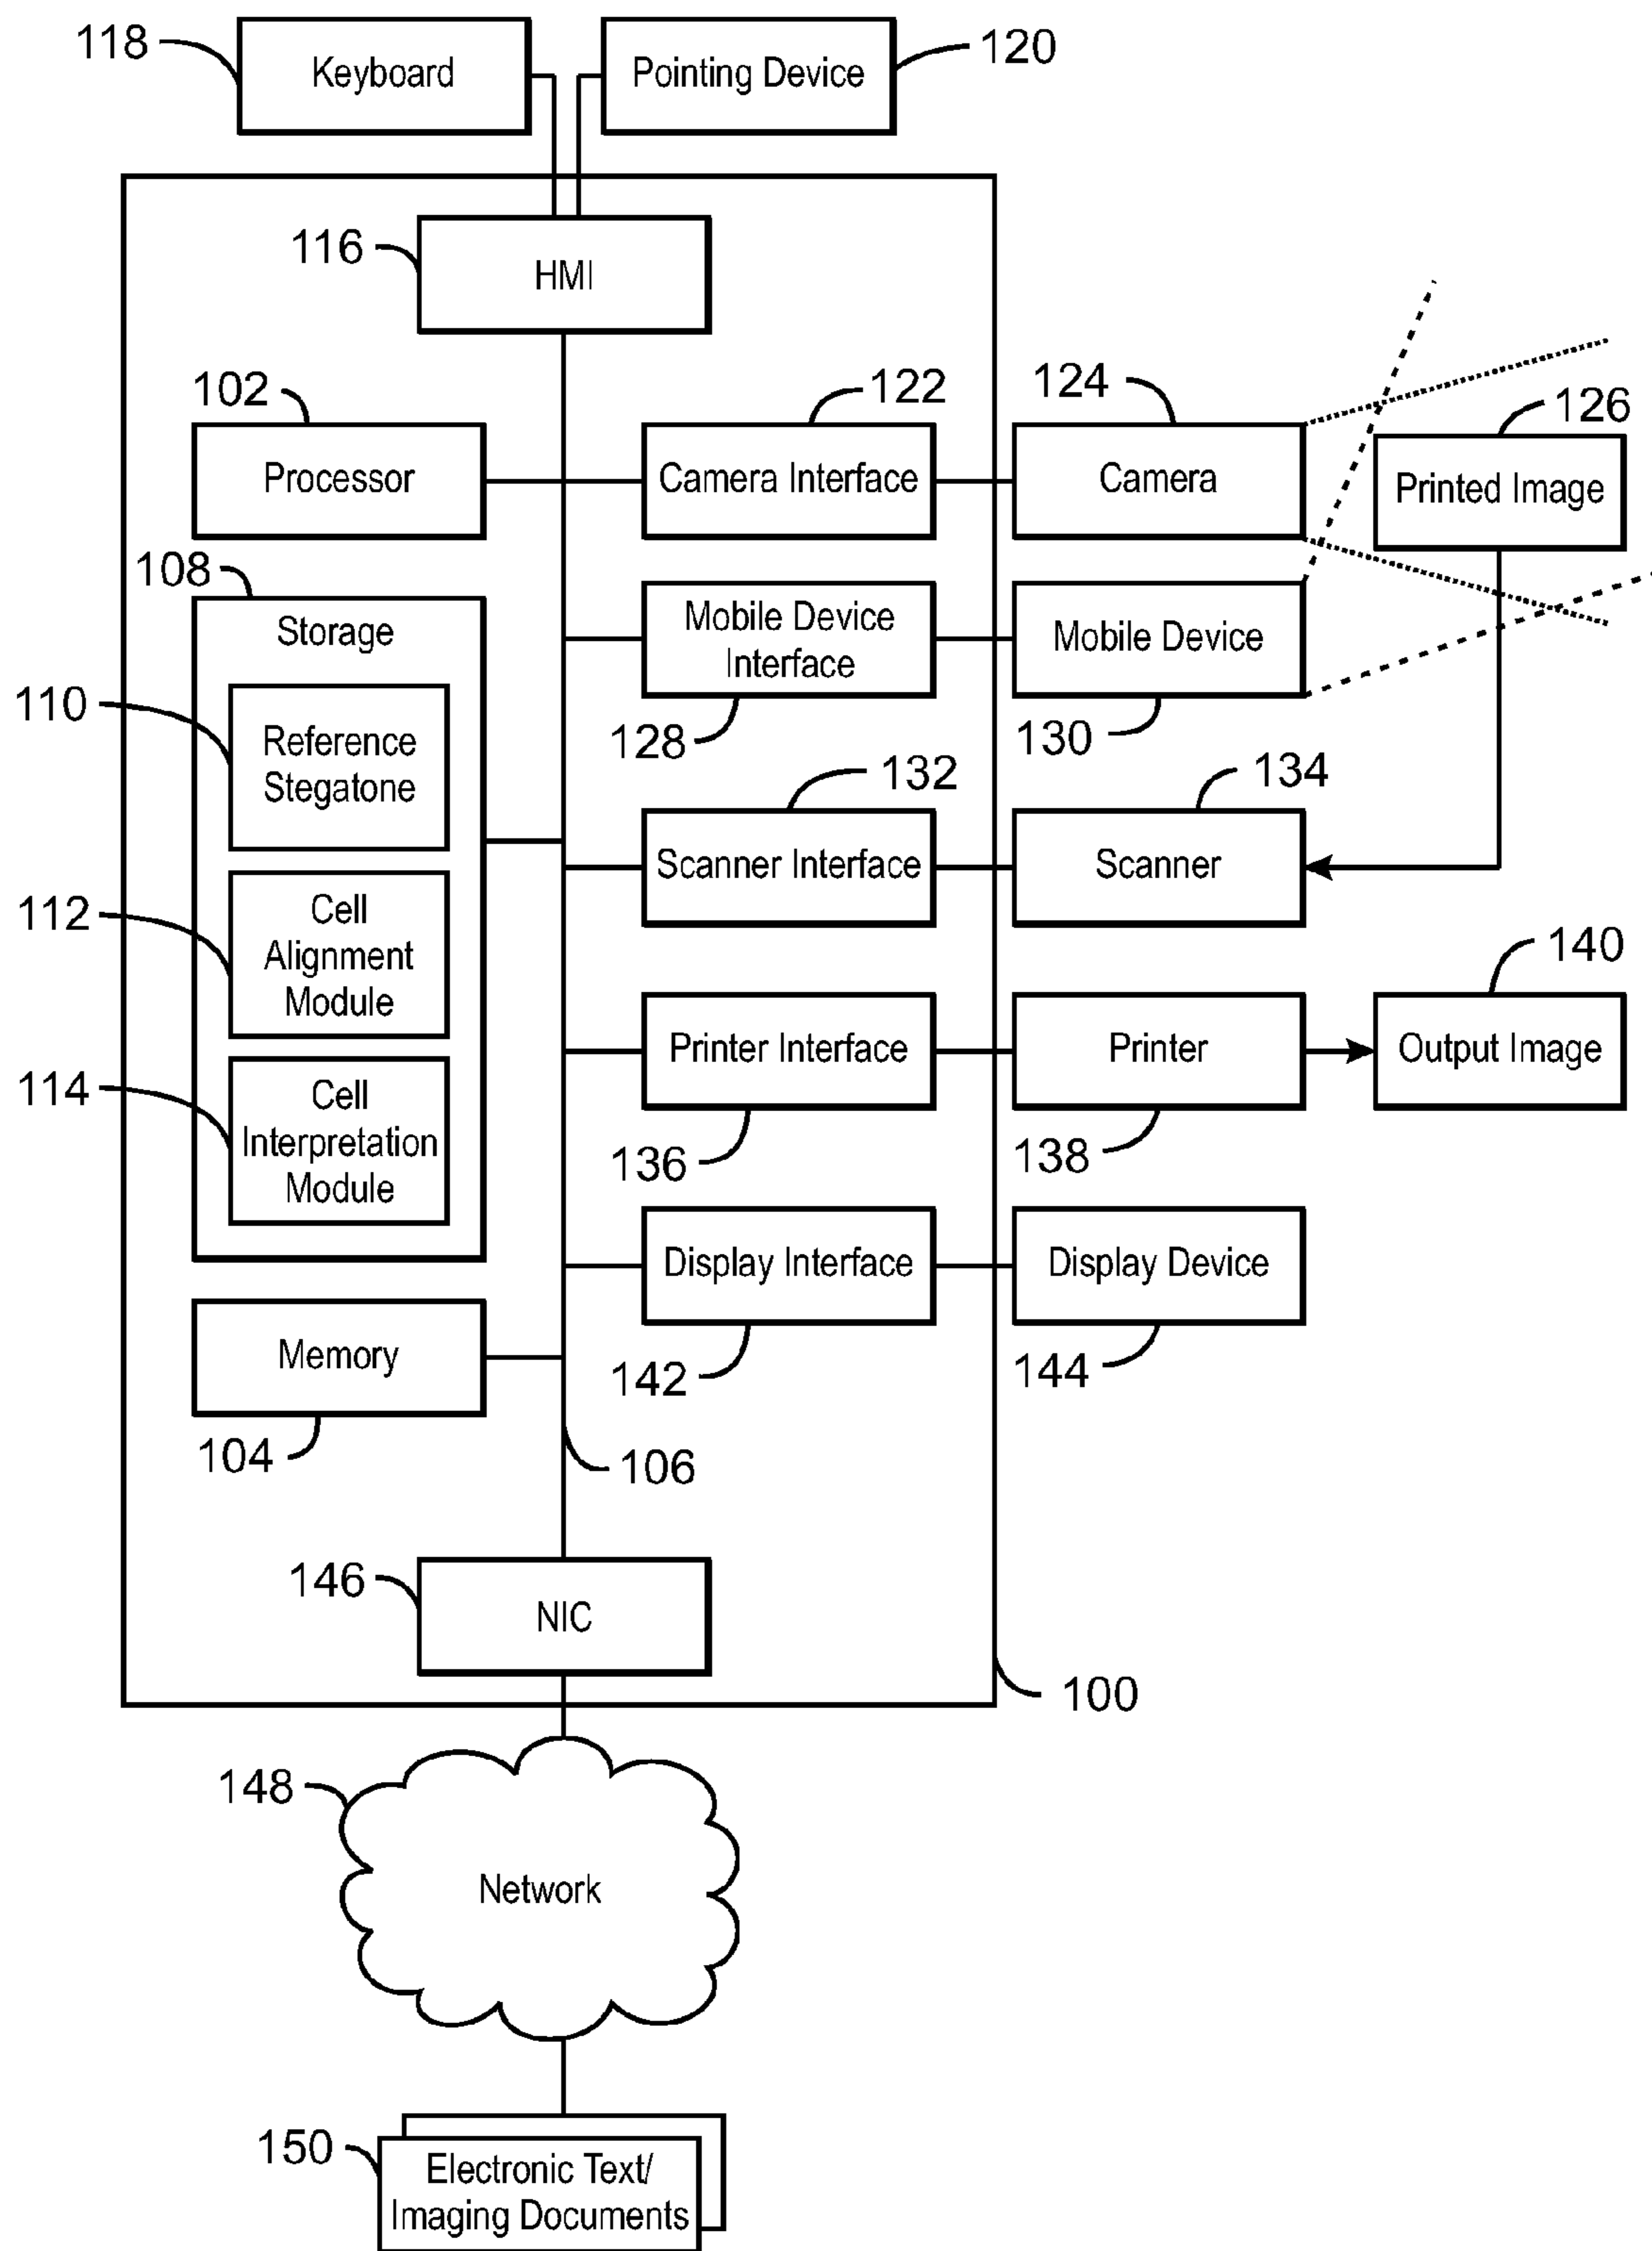 118
Keyboard
Pointing Device
120
116
HMI
102
122
124
126
Processor
Camera Interface
Camera
Printed Image
108
Storage
Mobile Device
Interface
Mobile Device
110
Reference
Stegatone
128
130
132
134
Scanner Interface
Scanner
112
Cell
Alignment
Module
140
Printer Interface
Printer
Output Image
114
Cell
Interpretation
Module
136
138
Display Interface
Display Device
Memory
142
144
104
106
146
NIC
100
148
Network
150
Electronic Text/
Imaging Documents